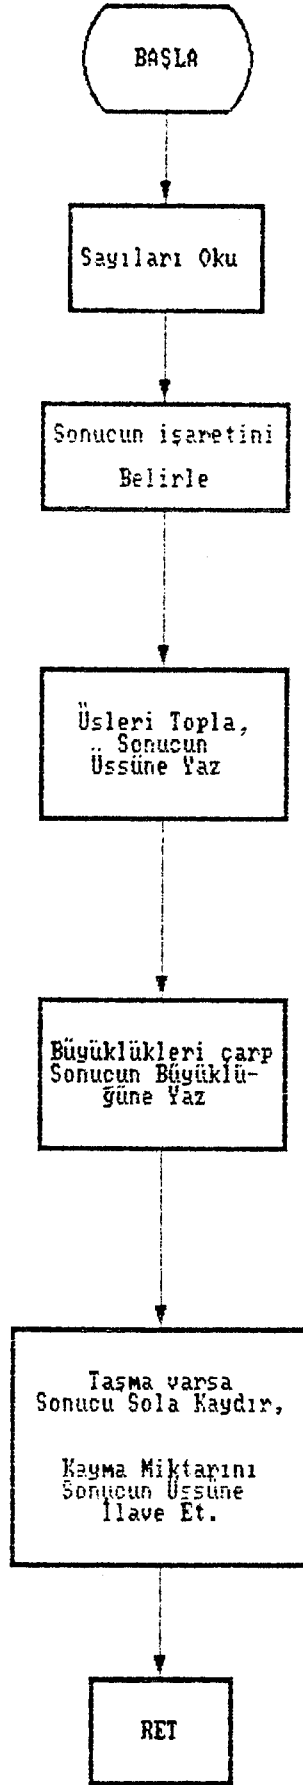 BAŞLA
Sayıları Oku
Sonucun işaretini
Belirle
Üsleri Topla,
Sonucun
Üssüne Yaz
Büyüklükleri çarp
Sonucun Büyüklü-
ğüne Yaz
Taşma varsa
Sonucu Sola Kaydır,
Kayma Miktarını
Sonucun Üssüne
İlave Et.
RET